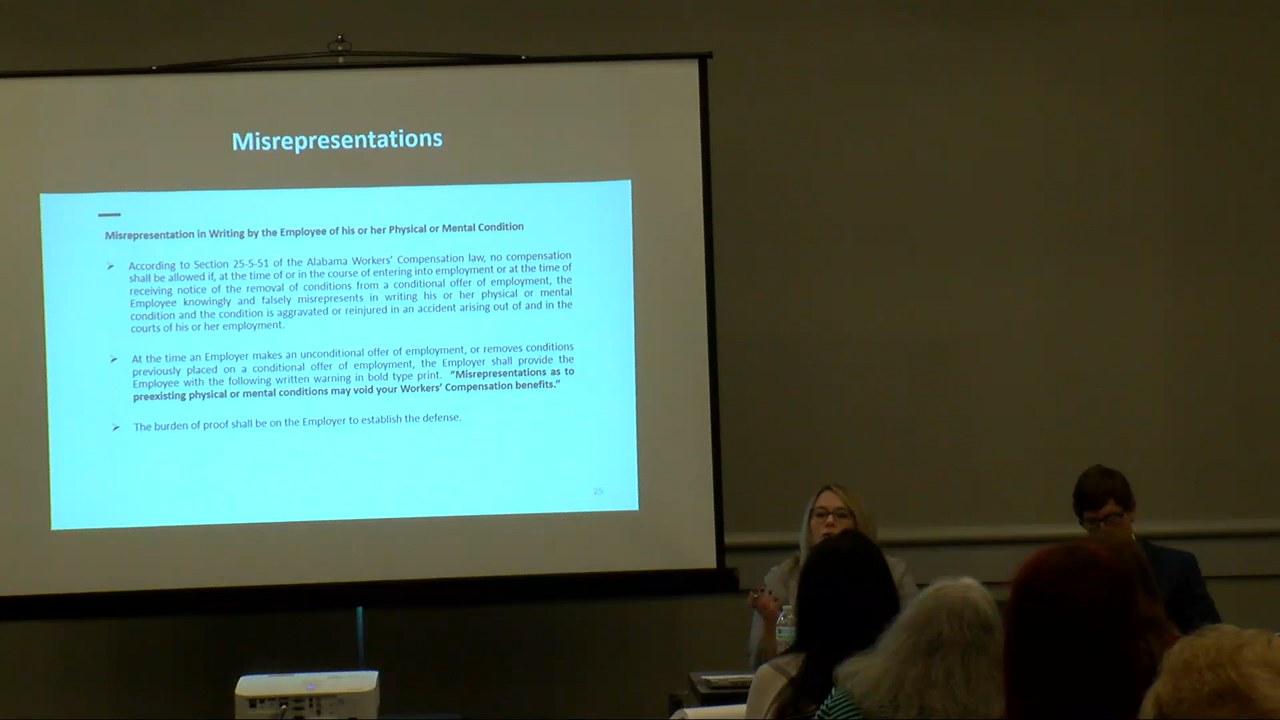 Misrepresentations
Misrepresentation in Writing by the Employee of his or her Physical or Mental Condition
According to Section 25-5-51 of the Alabama Workers' Compensation law, no compensation
shall be allowed if, at the time of or in the course of entering into employment or at the time of
receiving notice of the removal of conditions from a conditional offer of employment, the
Employee knowingly and falsely misrepresents in writing his or her physical or mental
condition and the condition is aggravated or reinjured in an accident arising out of and in the
courts of his or her employment.
At the time an Employer makes an unconditional offer of employment, or removes conditions
previously placed on a conditional offer of employment, the Employer shall provide the
Employee with the following written warning in bold type print. "Misrepresentations as to
preexisting physical or mental conditions may void your Workers' Compensation benefits."
The burden of proof shall be on the Employer to establish the defense.
25